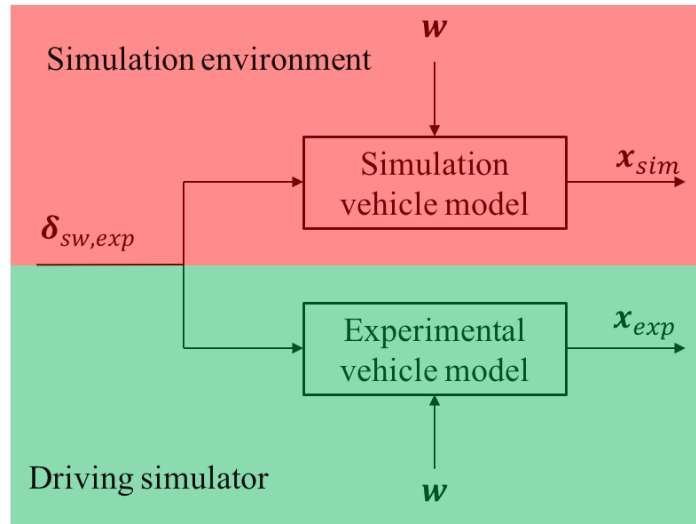 w
Simulation environment
Simulation
vehicle model
x_sim
δ_sw,exp
Experimental
vehicle model
x_exp
Driving simulator
w